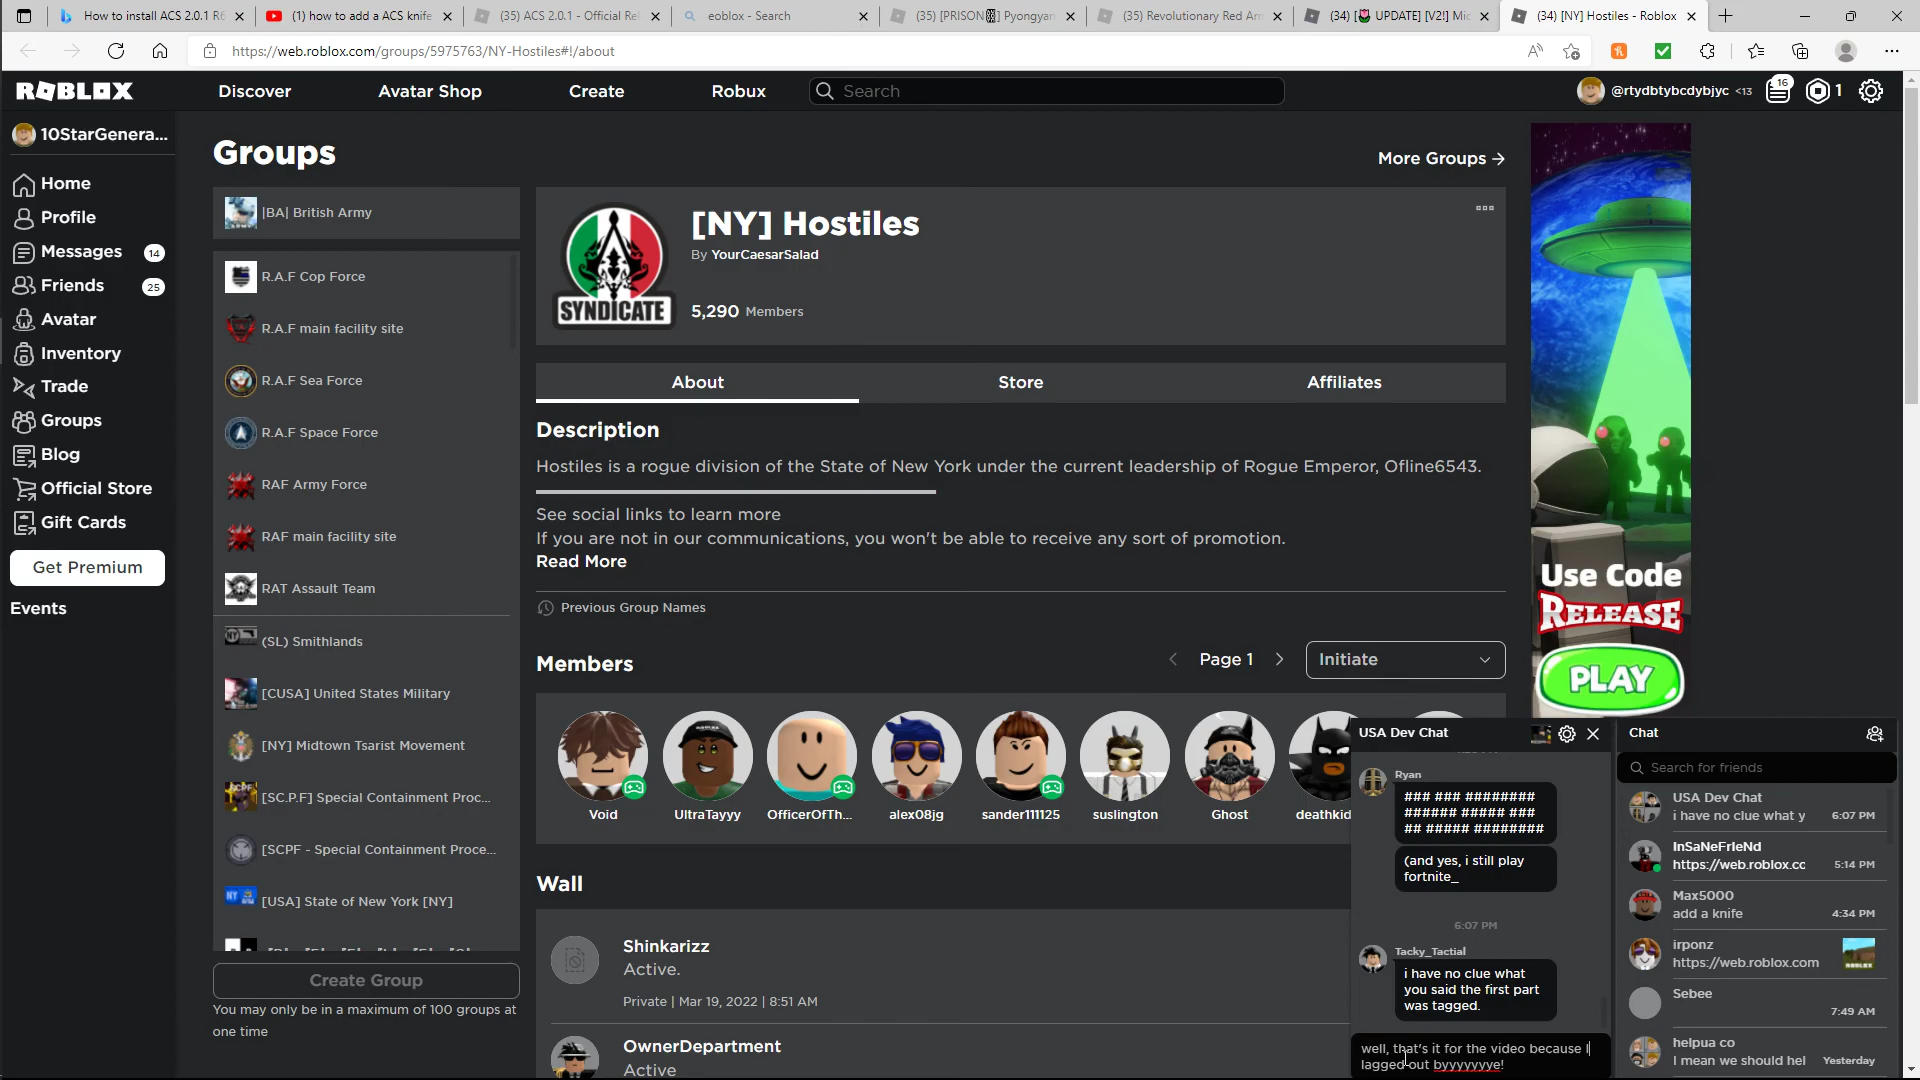 How to install ACS 2.0.1 R6
(1) how to add a ACS knife
(35) ACS 2.0.1 - Official Rel
eoblox - Search
(35) [PRISON] Pyongyan
(35) Revolutionary Red Arm
(34) [🌷 UPDATE] [V2!] Mic
(34) [NY] Hostiles - Roblox
https://web.roblox.com/groups/5975763/NY-Hostiles#!/about
ROBLOX
Discover
Avatar Shop
Create
Robux
Search
@rtydbtybcdybjyc <13
16
1
10StarGenera...
Home
Profile
Messages 14
Friends 25
Avatar
Inventory
Trade
Groups
Blog
Official Store
Gift Cards
Get Premium
Events
Groups
More Groups →
|BA| British Army
R.A.F Cop Force
R.A.F main facility site
R.A.F Sea Force
R.A.F Space Force
RAF Army Force
RAF main facility site
RAT Assault Team
(SL) Smithlands
[CUSA] United States Military
[NY] Midtown Tsarist Movement
[SC.P.F] Special Containment Proc...
[SCPF - Special Containment Proce...
NY
[USA] State of New York [NY]
Create Group
You may only be in a maximum of 100 groups at
one time
SYNDICATE
[NY] Hostiles
By YourCaesarSalad
5,290 Members
About
Store
Affiliates
Description
Hostiles is a rogue division of the State of New York under the current leadership of Rogue Emperor, Ofline6543.
See social links to learn more
If you are not in our communications, you won't be able to receive any sort of promotion.
Read More
Previous Group Names
Members
Page 1
Initiate
Void
UltraTayyy
OfficerOfTh...
alex08jg
sander111125
suslington
Ghost
deathkid
Wall
Shinkarizz
Active.
Private | Mar 19, 2022 | 8:51 AM
OwnerDepartment
Active
Use Code
RELEASE
PLAY
USA Dev Chat
Ryan
### ### ########
###### ##### ###
## ##### ########
(and yes, i still play
fortnite_
6:07 PM
Tacky_Tactial
i have no clue what
you said the first part
was tagged.
well, that's it for the video because I
lagged out byyyyyyye!
Chat
Search for friends
USA Dev Chat
i have no clue what y 6:07 PM
InSaNeFrIeNd
https://web.roblox.cc 5:14 PM
Max5000
add a knife 4:34 PM
irponz
https://web.roblox.com
ROBLOX
Sebee
7:49 AM
helpua co
I mean we should hel Yesterday